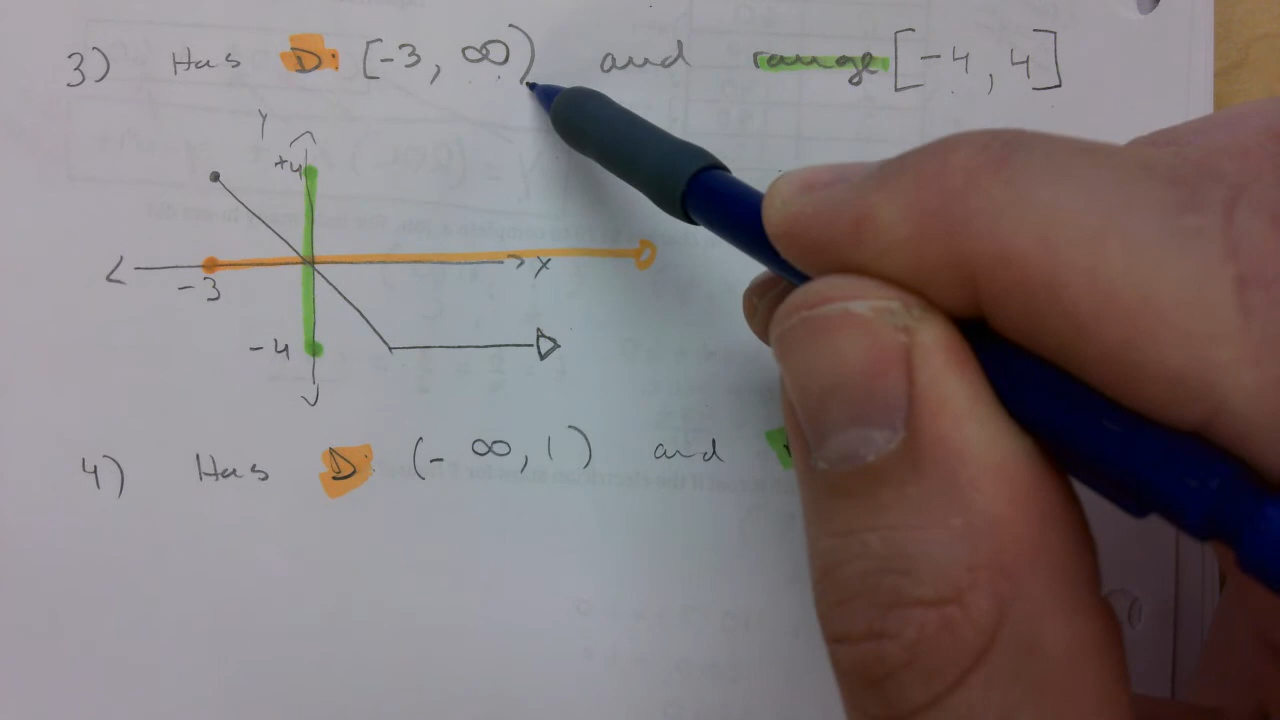 3) Has D: [-3, ∞) and range [-4, 4]
Y
+4
X
-3
-4
4) Has D: (-∞, 1) and